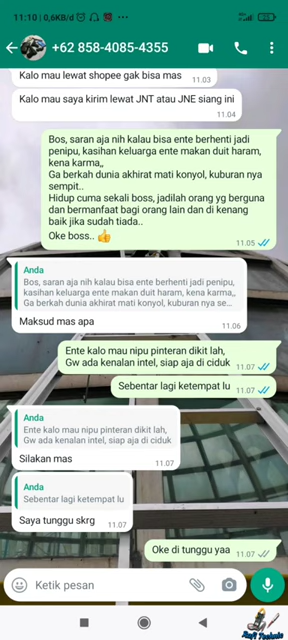 11:10 | 0,6KB/d
+62 858-4085-4355
Kalo mau lewat shopee gak bisa mas
11.03
Kalo mau saya kirim lewat JNT atau JNE siang ini
11.04
Bos, saran aja nih kalau bisa ente berhenti jadi
penipu, kasihan keluarga ente makan duit haram,
kena karma,,
Ga berkah dunia akhirat mati konyol, kuburan nya
sempit..
Hidup cuma sekali boss, jadilah orang yg berguna
dan bermanfaat bagi orang lain dan di kenang
baik jika sudah tiada..
Oke boss.. 👍
11.05
Anda
Bos, saran aja nih kalau bisa ente berhenti jadi
penipu, kasihan keluarga ente makan duit haram,
kena karma,,
Ga berkah dunia akhirat mati konyol, kuburan nya se...
Maksud mas apa
11.06
Ente kalo mau nipu pinteran dikit lah,
Gw ada kenalan intel, siap aja di ciduk
11.07
Sebentar lagi ketempat lu
11.07
Anda
Ente kalo mau nipu pinteran dikit lah,
Gw ada kenalan intel, siap aja di ciduk
Silakan mas
11.07
Anda
Sebentar lagi ketempat lu
Saya tunggu skrg
11.07
Oke di tunggu yaa
11.07
Ketik pesan